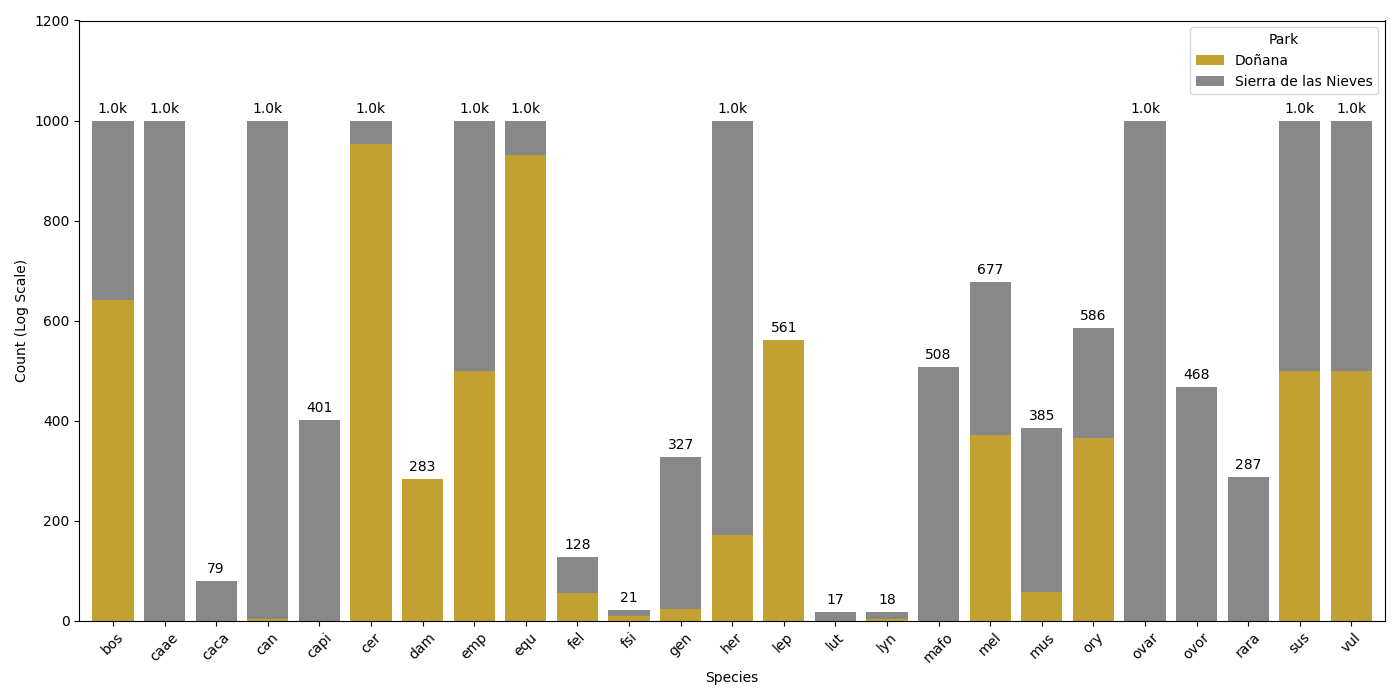 1200
1000
800
600
400
200
0
Count (Log Scale)
Park
Doñana
Sierra de las Nieves
1.0k 1.0k 79 1.0k 401 1.0k 283 1.0k 1.0k 128 21 327 1.0k 561 17 18 508 677 385 586 1.0k 468 287 1.0k 1.0k
bos caae caca can capi cer dam emp equ fel fsi gen her lep lut lyn mafo mel mus ory ovar ovor rara sus vul
Species